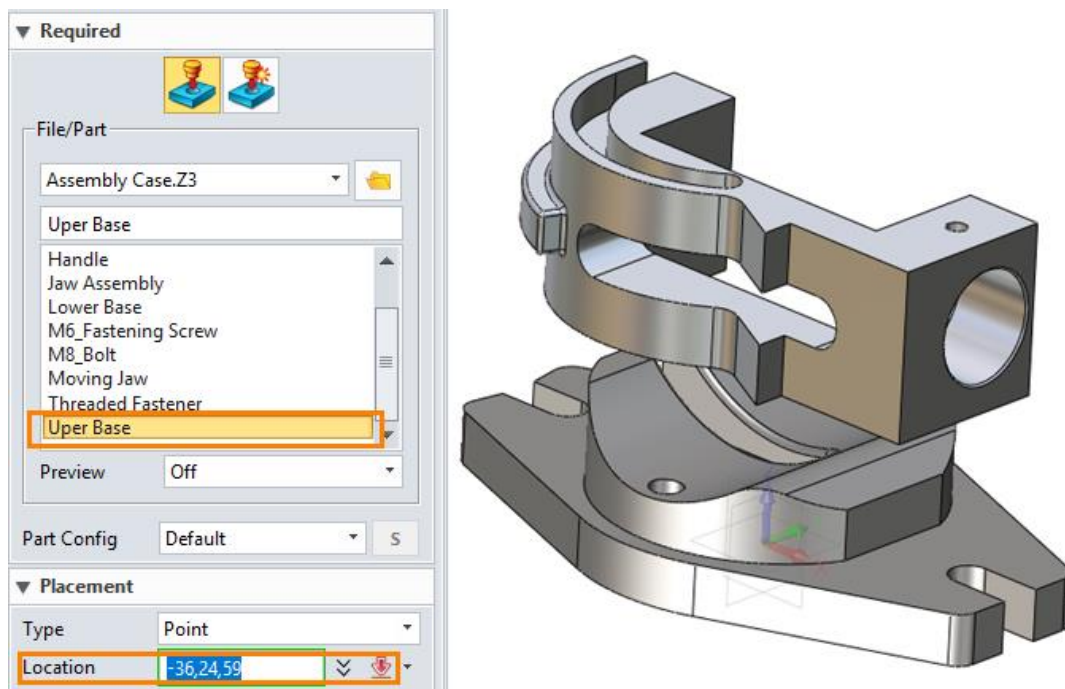 Required
File/Part
Assembly Case.Z3
Uper Base
Handle
Jaw Assembly
Lower Base
M6_Fastening Screw
M8_Bolt
Moving Jaw
Threaded Fastener
Uper Base
Preview Off
Part Config Default S
Placement
Type Point
Location -36,24,59